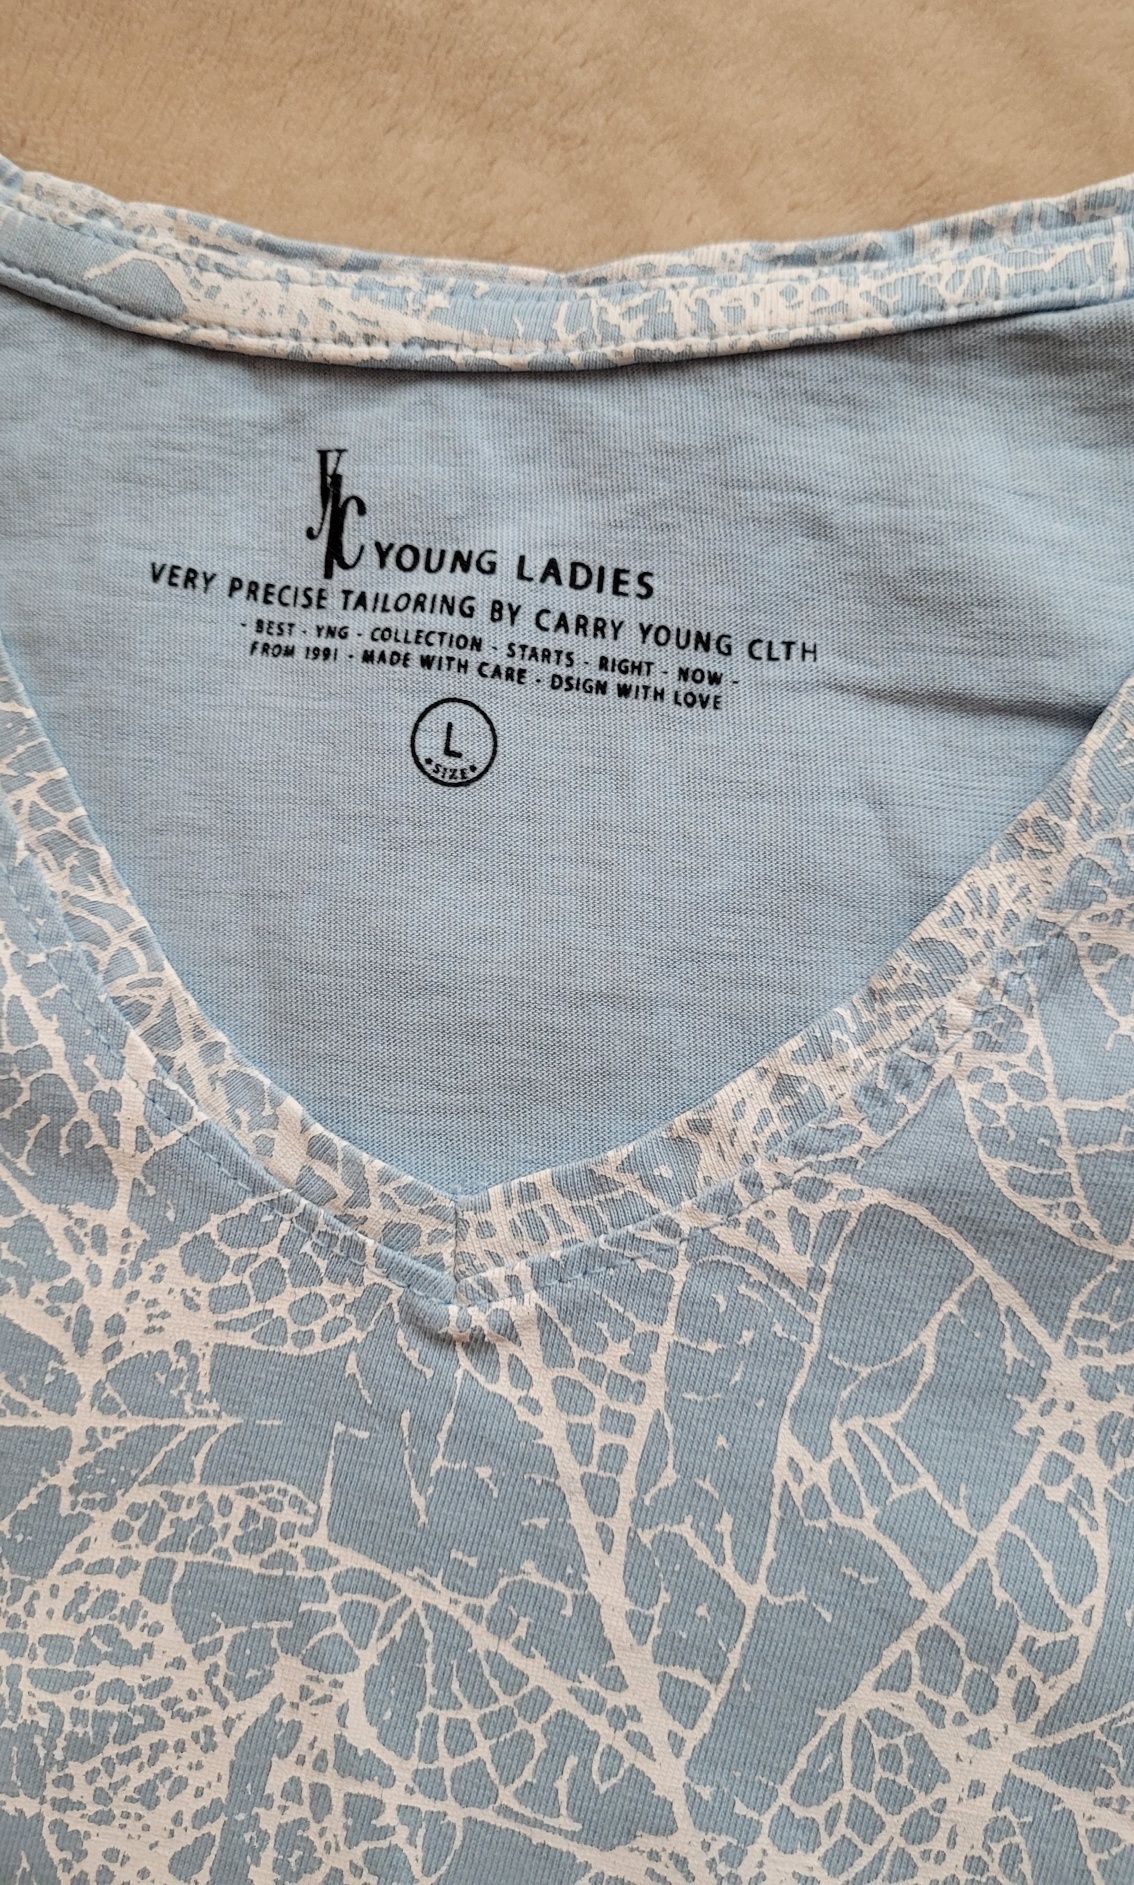 YC YOUNG LADIES
VERY PRECISE TAILORING BY CARRY YOUNG CLTH
- BEST - YNG - COLLECTION - STARTS - RIGHT - NOW -
FROM 1991 - MADE WITH CARE - DSIGN WITH LOVE
L
SIZE